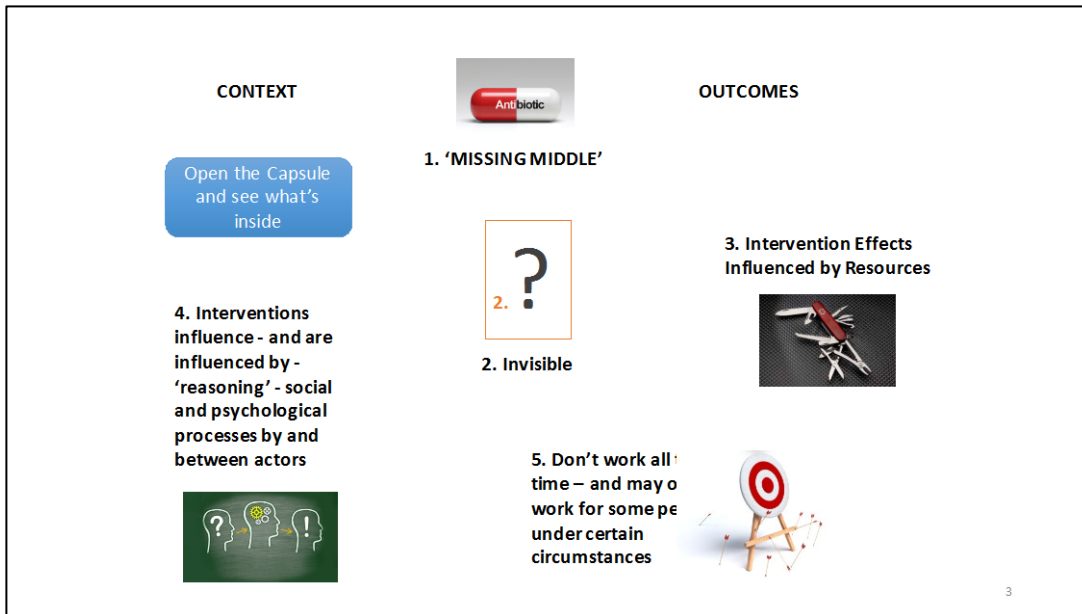 CONTEXT
Antibiotic
OUTCOMES
1. ‘MISSING MIDDLE’
Open the Capsule
and see what’s
inside
?
2.
2. Invisible
3. Intervention Effects
Influenced by Resources
4. Interventions
influence - and are
influenced by -
‘reasoning’ - social
and psychological
processes by and
between actors
? !
5. Don’t work all
time – and may
work for some
under certain
circumstances
3